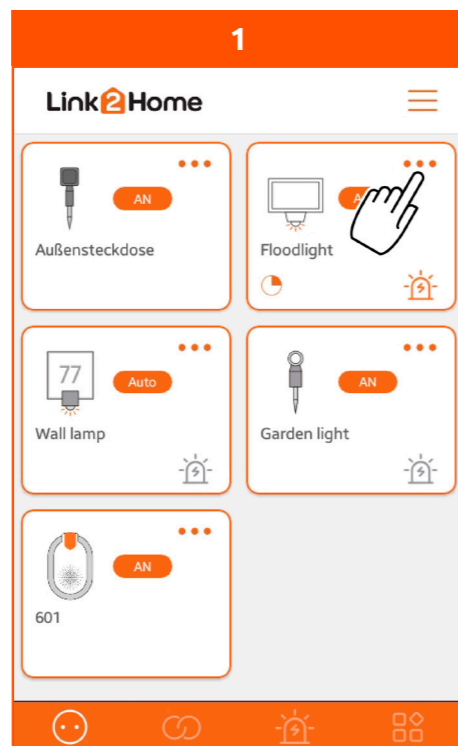 1
Link2Home
AN
Außensteckdose
Floodlight
77
Auto
Wall lamp
AN
Garden light
AN
601